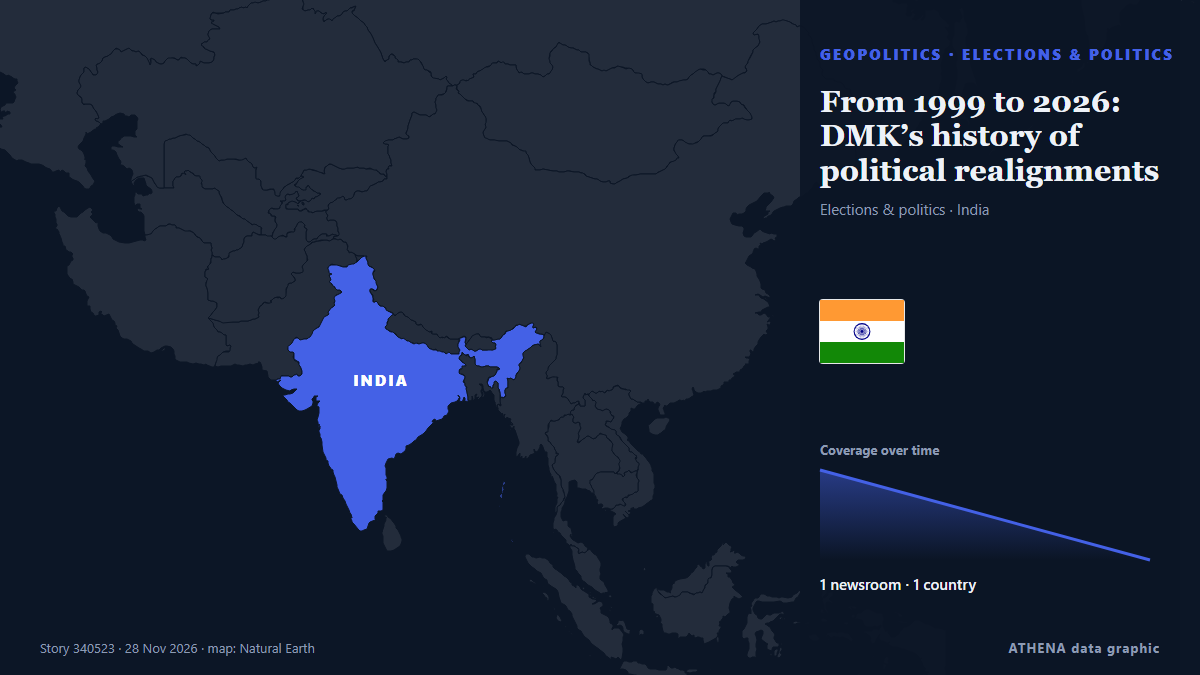 GEOPOLITICS · ELECTIONS & POLITICS
From 1999 to 2026:
DMK’s history of
political realignments
Elections & politics · India
INDIA
Coverage over time
1 newsroom · 1 country
Story 340523 · 28 Nov 2026 · map: Natural Earth
ATHENA data graphic